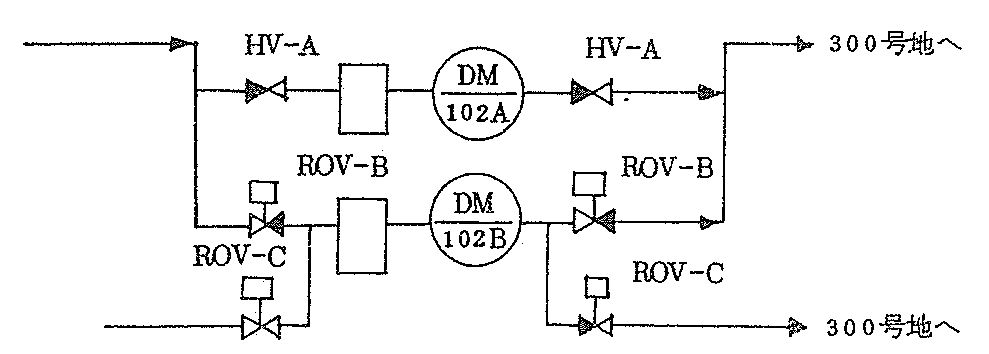 HV-A
HV-A
300号地へ
DM
102A
ROV-B
ROV-B
DM
102B
ROV-C
ROV-C
300号地へ